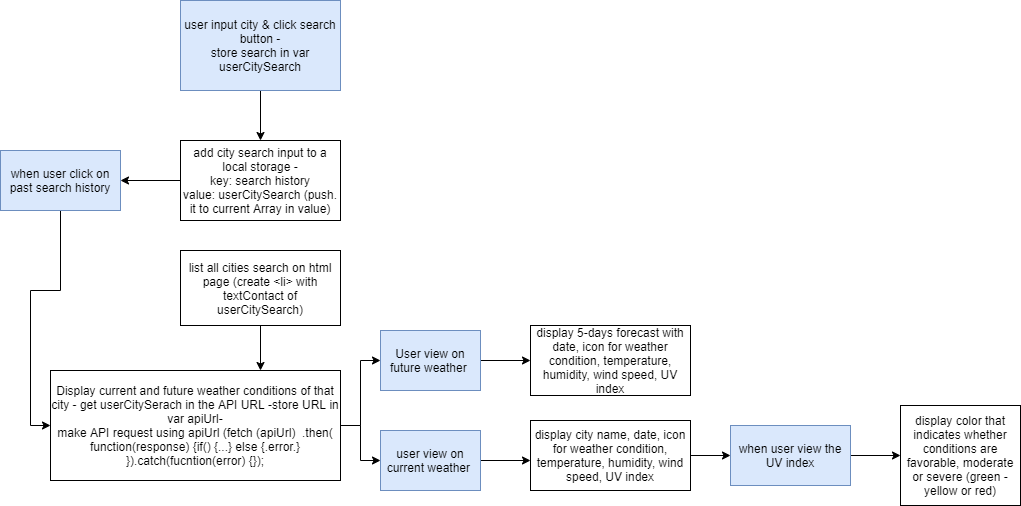 user input city & click search
button -
store search in var
userCitySearch
add city search input to a
local storage -
key: search history
value: userCitySearch (push.
it to current Array in value)
when user click on
past search history
list all cities search on html
page (create <li> with
textContact of
userCitySearch)
Display current and future weather conditions of that
city - get userCitySerach in the API URL -store URL in
var apiUrl-
make API request using apiUrl (fetch (apiUrl) .then(
function(response) {if() {...} else {.error.}
}).catch(fucntion(error) {});
User view on
future weather
display 5-days forecast with
date, icon for weather
condition, temperature,
humidity, wind speed, UV
index
user view on
current weather
display city name, date, icon
for weather condition,
temperature, humidity, wind
speed, UV index
when user view the
UV index
display color that
indicates whether
conditions are
favorable, moderate
or severe (green -
yellow or red)